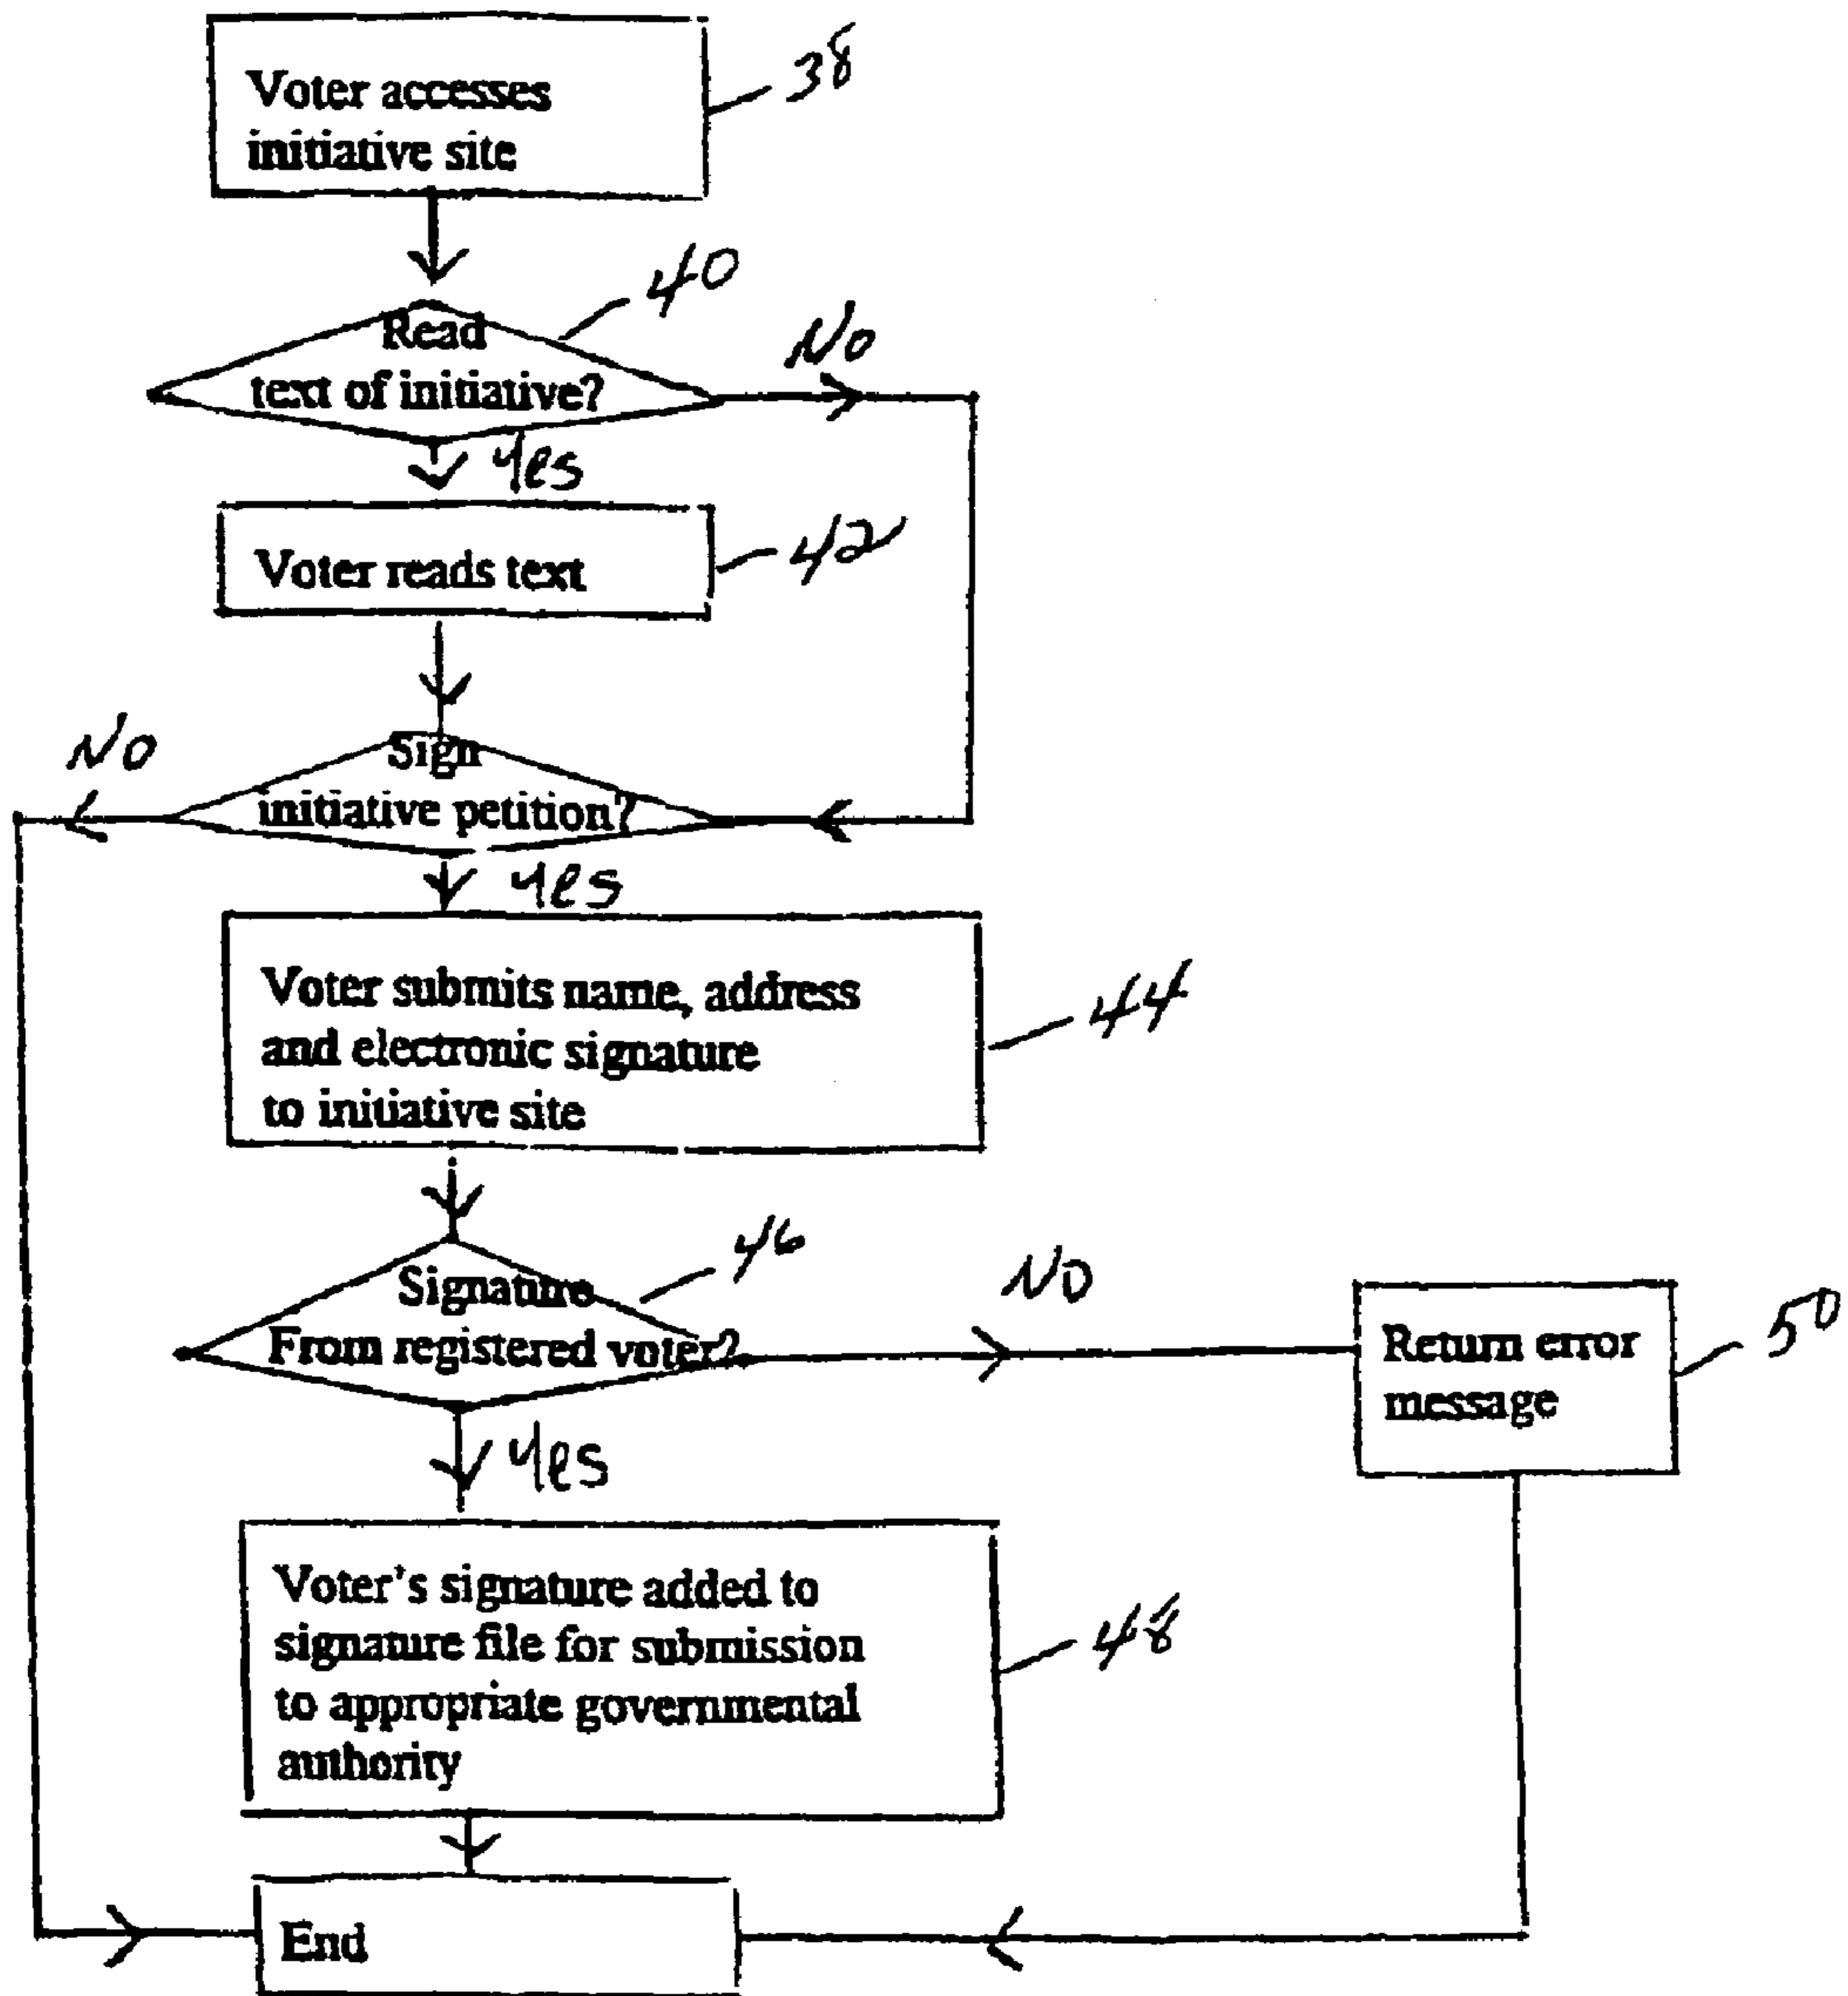 Voter accesses
initiative site
38
Read
text of initiative?
40
No
Yes
Voter reads text
42
Sign
initiative petition?
No
Yes
Voter submits name, address
and electronic signature
to initiative site
44
Signature
From registered voter?
46
No
Yes
Return error
message
50
Voter's signature added to
signature file for submission
to appropriate governmental
authority
48
End